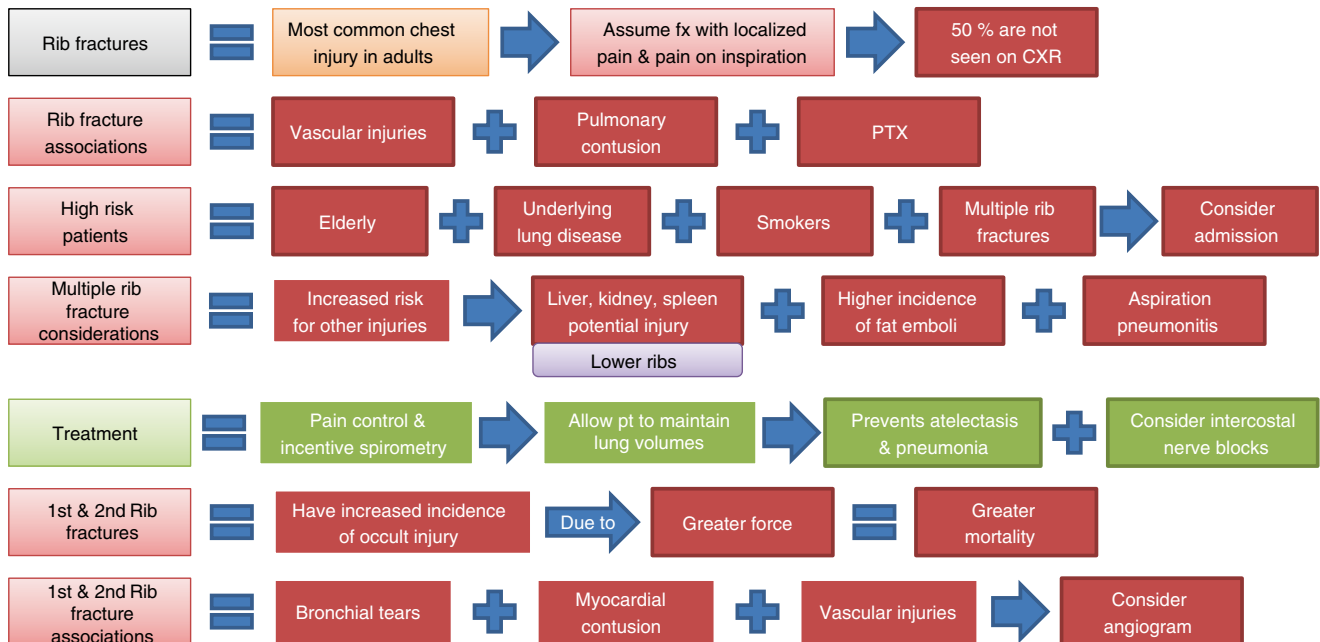 Rib fractures
Most common chest
injury in adults
Assume fx with localized
pain & pain on inspiration
50 % are not
seen on CXR
Rib fracture
associations
Vascular injuries
Pulmonary
contusion
PTX
High risk
patients
Elderly
Underlying
lung disease
Smokers
Multiple rib
fractures
Consider
admission
Multiple rib
fracture
considerations
Increased risk
for other injuries
Liver, kidney, spleen
potential injury
Lower ribs
Higher incidence
of fat emboli
Aspiration
pneumonitis
Treatment
Pain control &
incentive spirometry
Allow pt to maintain
lung volumes
Prevents atelectasis
& pneumonia
Consider intercostal
nerve blocks
1st & 2nd Rib
fractures
Have increased incidence
of occult injury
Due to
Greater force
Greater
mortality
1st & 2nd Rib
fracture
associations
Bronchial tears
Myocardial
contusion
Vascular injuries
Consider
angiogram